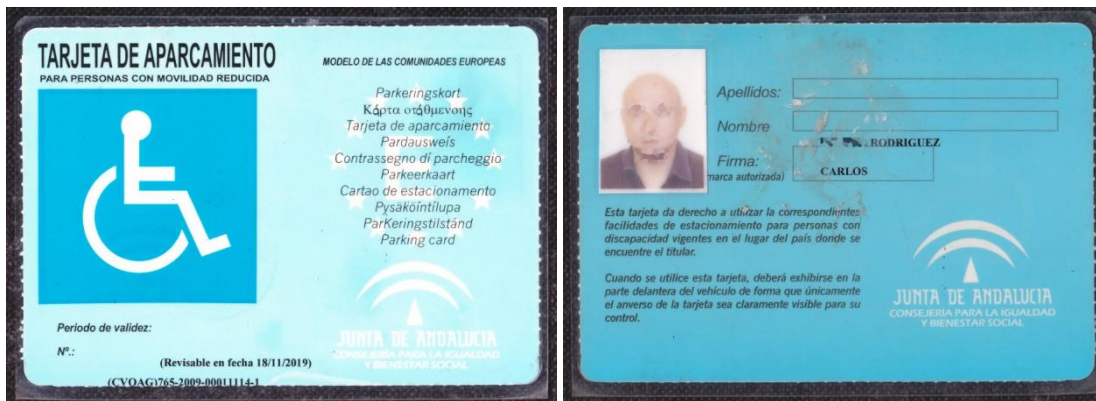 TARJETA DE APARCAMIENTO
PARA PERSONAS CON MOVILIDAD REDUCIDA
MODELO DE LAS COMUNIDADES EUROPEAS
Parkeringskort
Κάρτα στάθμευσης
Tarjeta de aparcamiento
Pardausweís
Contrassegno dí parcheggio
Parkeerkaart
Cartao de estacionamento
Pysäköíntílupa
ParKeringstilstánd
Parking card
Periodo de validez:
Nº.:
(Revisable en fecha 18/11/2019)
(CVOAG)765-2009-00011114-1
JUNTA DE ANDALUCIA
CONSEJERÍA PARA LA IGUALDAD
Y BIENESTAR SOCIAL
Apellidos:
Nombre
RODRIGUEZ
Firma:
marca autorizada)
CARLOS
Esta tarjeta da derecho a utilizar la correspondientes
facilidades de estacionamiento para personas con
discapacidad vigentes en el lugar del país donde se
encuentre el titular.
Cuando se utilice esta tarjeta, deberá exhibirse en la
parte delantera del vehículo de forma que únicamente
el anverso de la tarjeta sea claramente visible para su
control.
JUNTA DE ANDALUCIA
CONSEJERÍA PARA LA IGUALDAD
Y BIENESTAR SOCIAL